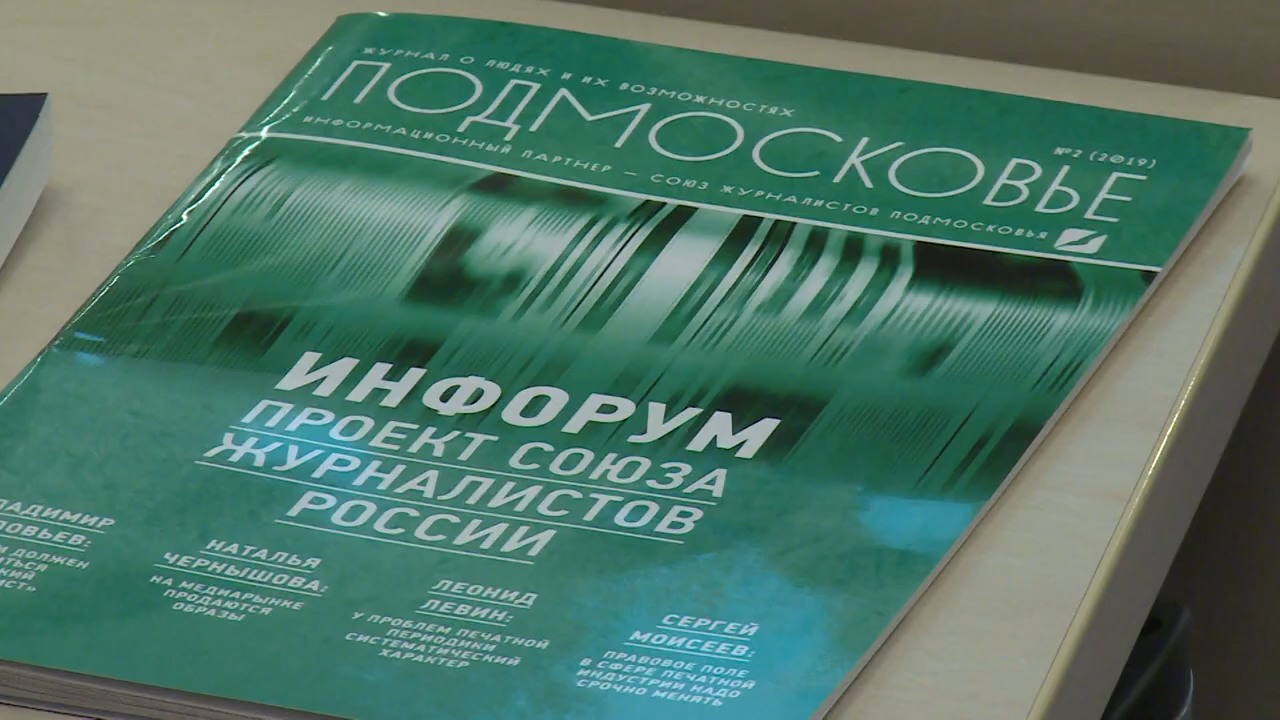 ЖУРНАЛ О ЛЮДЯХ И ИХ ВОЗМОЖНОСТЯХ
ПОДМОСКОВЬЕ
№2 (2019)
ИНФОРМАЦИОННЫЙ ПАРТНЕР — СОЮЗ ЖУРНАЛИСТОВ ПОДМОСКОВЬЯ
ИНФОРУМ
ПРОЕКТ СОЮЗА
ЖУРНАЛИСТОВ
РОССИИ
ДОЛЖЕН
НАТАЛЬЯ
ЧЕРНЫШОВА:
НА МЕДИАРЫНКЕ
ПРОДАЮТСЯ
ОБРАЗЫ
ЛЕОНИД
ЛЕВИН:
У ПРОБЛЕМ ПЕЧАТНОЙ
ПЕРИОДИКИ
СИСТЕМАТИЧЕСКИЙ
ХАРАКТЕР
СЕРГЕЙ
МОИСЕЕВ:
ПРАВОВОЕ ПОЛЕ
В СФЕРЕ ПЕЧАТНОЙ
ИНДУСТРИИ НАДО
СРОЧНО МЕНЯТЬ